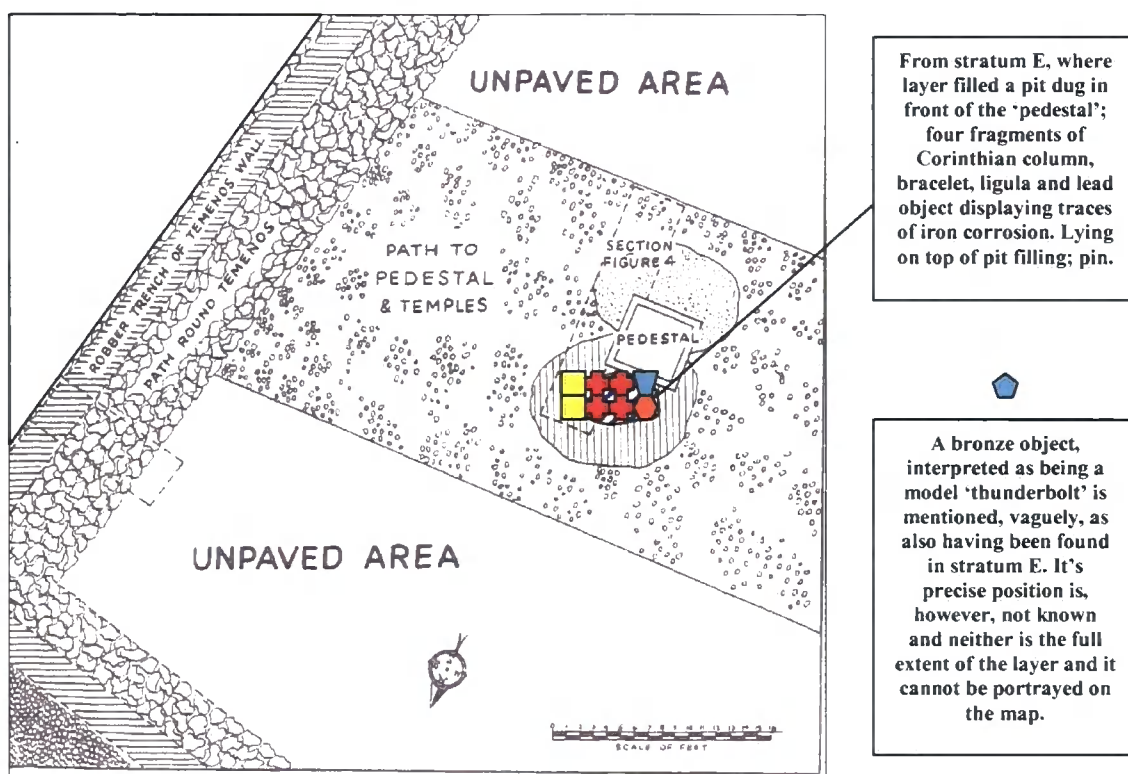 UNPAVED AREA
ROBBER TRENCH OF TEMENOS WALL
PATH ROUND TEMENOS
PATH TO
PEDESTAL
& TEMPLES
SECTION
FIGURE 4
PEDESTAL
UNPAVED AREA
SCALE OF FEET
From stratum E, where
layer filled a pit dug in
front of the ‘pedestal’;
four fragments of
Corinthian column,
bracelet, ligula and lead
object displaying traces
of iron corrosion. Lying
on top of pit filling; pin.
A bronze object,
interpreted as being a
model ‘thunderbolt’ is
mentioned, vaguely, as
also having been found
in stratum E. It's
precise position is,
however, not known
and neither is the full
extent of the layer and it
cannot be portrayed on
the map.